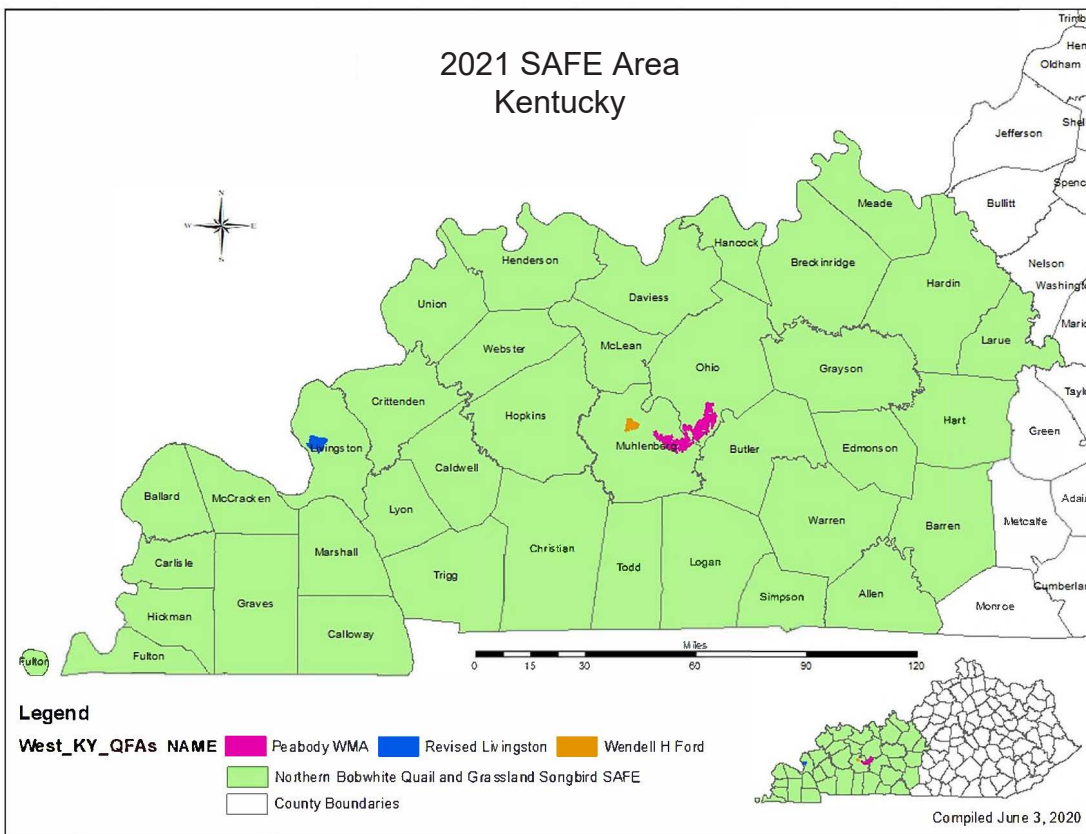 2021 SAFE Area
Kentucky
Trimb
Hen
Oldham
Jefferson
Shel
Spenc
Bullitt
Meade
N
W
E
S
Hancock
Breckinridge
Henderson
Nelson
Washingto
Hardin
Union
Daviess
Mario
Larue
Webster
McLean
Ohio
Grayson
Crittenden
Taylo
Hopkins
Hart
Green
Livingston
Muhlenberg
Butler
Edmonson
Caldwell
Ballard
McCracken
Adai
Lyon
Warren
Barren
Metcalfe
Christian
Marshall
Carlisle
Trigg
Todd
Logan
Cumberlan
Graves
Simpson
Allen
Monroe
Hickman
Calloway
Miles
Fulton
Fulton
0 15 30 60 90 120
Legend
West_KY_QFAs NAME Peabody WMA Revised Livingston Wendell H Ford
Northern Bobwhite Quail and Grassland Songbird SAFE
County Boundaries
Compiled June 3, 2020